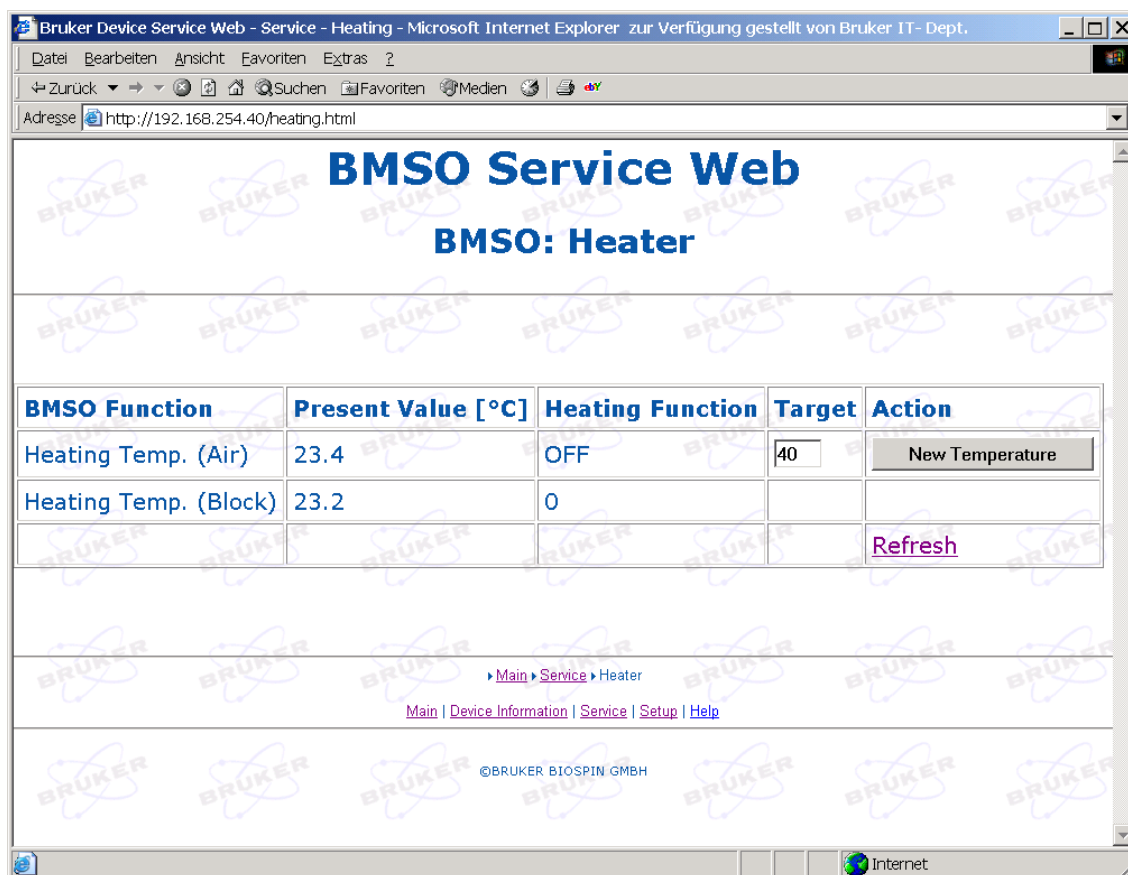 Bruker Device Service Web - Service - Heating - Microsoft Internet Explorer zur Verfügung gestellt von Bruker IT- Dept.
Datei Bearbeiten Ansicht Favoriten Extras ?
Zurück Suchen Favoriten Medien
Adresse http://192.168.254.40/heating.html
BMSO Service Web
BMSO: Heater
BMSO Function Present Value [°C] Heating Function Target Action
Heating Temp. (Air) 23.4 OFF 40 New Temperature
Heating Temp. (Block) 23.2 0
Refresh
Main Service Heater
Main | Device Information | Service | Setup | Help
©BRUKER BIOSPIN GMBH
BRUKER
Internet